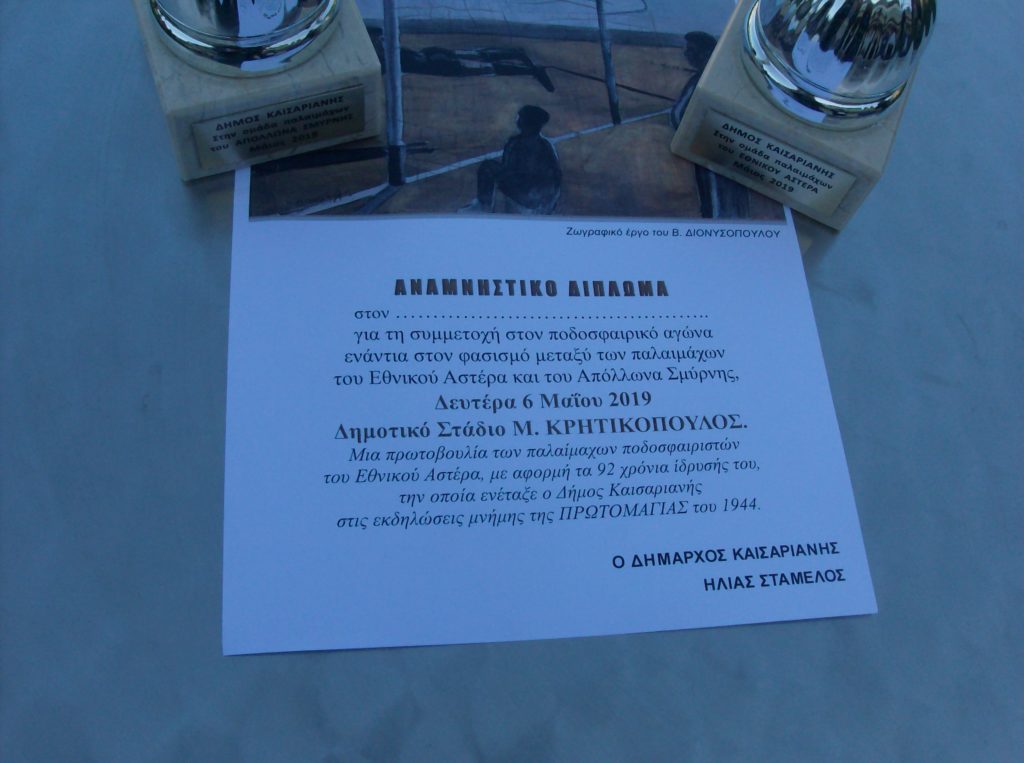 ΔΗΜΟΣ ΚΑΙΣΑΡΙΑΝΗΣ
Στην ομάδα παλαιμάχων
του ΑΠΟΛΛΩΝΑ ΣΜΥΡΝΗΣ
Μάιος 2019
ΔΗΜΟΣ ΚΑΙΣΑΡΙΑΝΗΣ
Στην ομάδα παλαιμάχων
του ΕΘΝΙΚΟΥ ΑΣΤΕΡΑ
Μάιος 2019
Ζωγραφικό έργο του Β. ΔΙΟΝΥΣΟΠΟΥΛΟΥ
ΑΝΑΜΝΗΣΤΙΚΟ ΔΙΠΛΩΜΑ
στον ……………………………………..
για τη συμμετοχή στον ποδοσφαιρικό αγώνα
ενάντια στον φασισμό μεταξύ των παλαιμάχων
του Εθνικού Αστέρα και του Απόλλωνα Σμύρνης,
Δευτέρα 6 Μαΐου 2019
Δημοτικό Στάδιο Μ. ΚΡΗΤΙΚΟΠΟΥΛΟΣ.
Μια πρωτοβουλία των παλαίμαχων ποδοσφαιριστών
του Εθνικού Αστέρα, με αφορμή τα 92 χρόνια ίδρυσής του,
την οποία ενέταξε ο Δήμος Καισαριανής
στις εκδηλώσεις μνήμης της ΠΡΩΤΟΜΑΓΙΑΣ του 1944.
Ο ΔΗΜΑΡΧΟΣ ΚΑΙΣΑΡΙΑΝΗΣ
ΗΛΙΑΣ ΣΤΑΜΕΛΟΣ